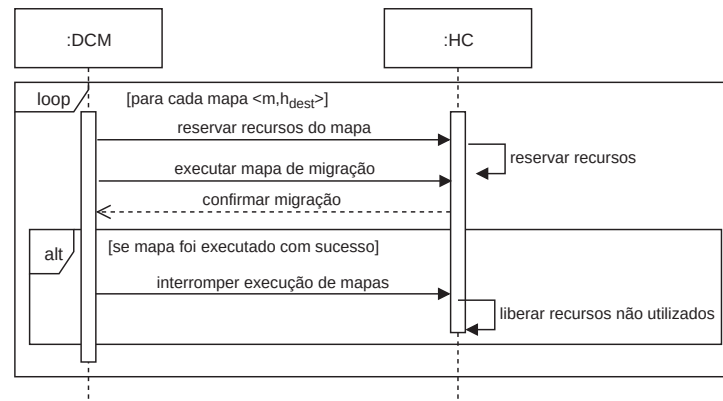 :DCM
:HC
loop
[para cada mapa <m,hdest>]
reservar recursos do mapa
reservar recursos
executar mapa de migração
confirmar migração
alt
[se mapa foi executado com sucesso]
interromper execução de mapas
liberar recursos não utilizados